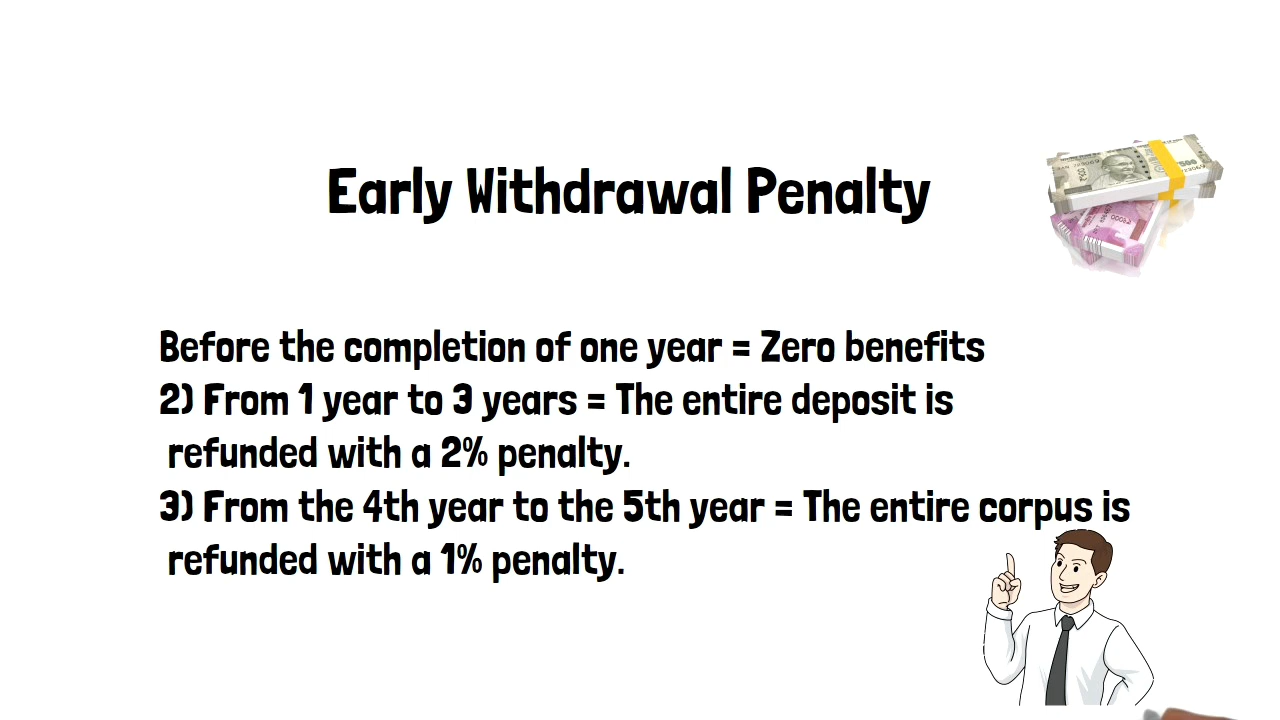 Early Withdrawal Penalty
Before the completion of one year = Zero benefits
2) From 1 year to 3 years = The entire deposit is
refunded with a 2% penalty.
3) From the 4th year to the 5th year = The entire corpus is
refunded with a 1% penalty.